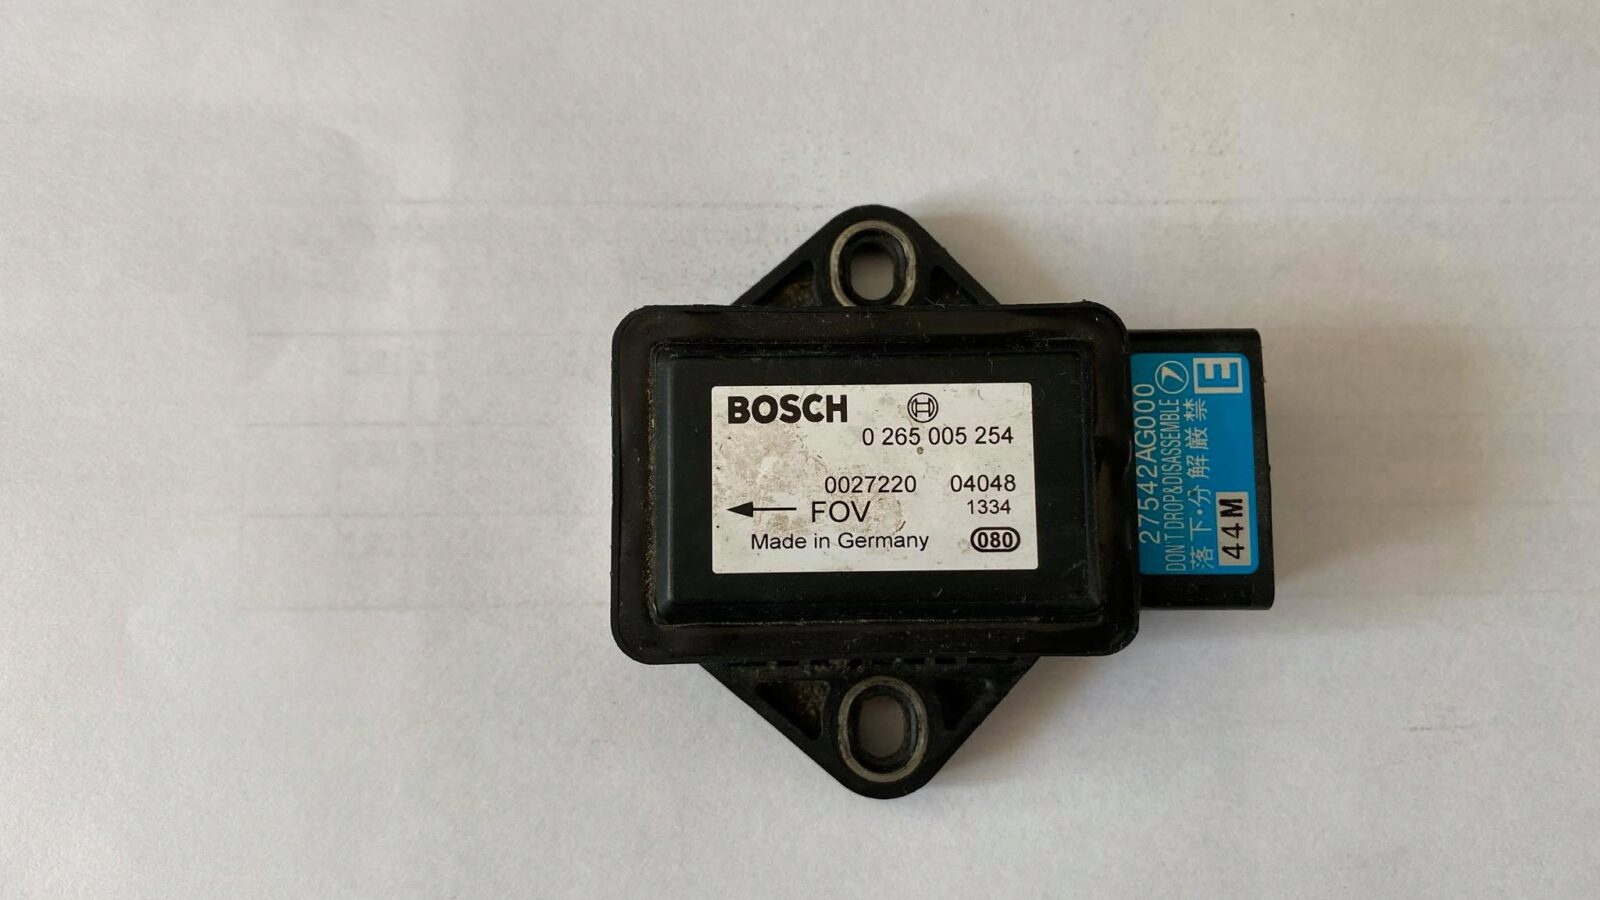 BOSCH
0 265 005 254
0027220 04048
FOV 1334
Made in Germany 080
27542AG000
DON'T DROP&DISASSEMBLE
落下・分解厳禁
44M
E